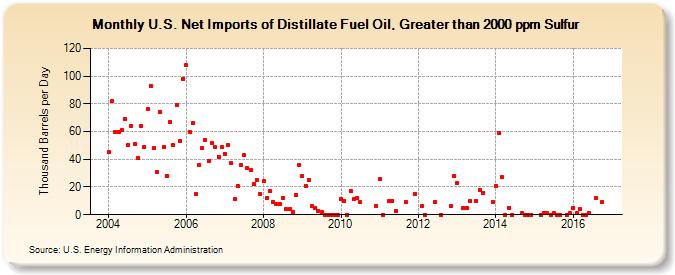 Monthly U.S. Net Imports of Distillate Fuel Oil, Greater than 2000 ppm Sulfur
Thousand Barrels per Day
120
100
80
60
40
20
0
2004 2006 2008 2010 2012 2014 2016
Source: U.S. Energy Information Administration